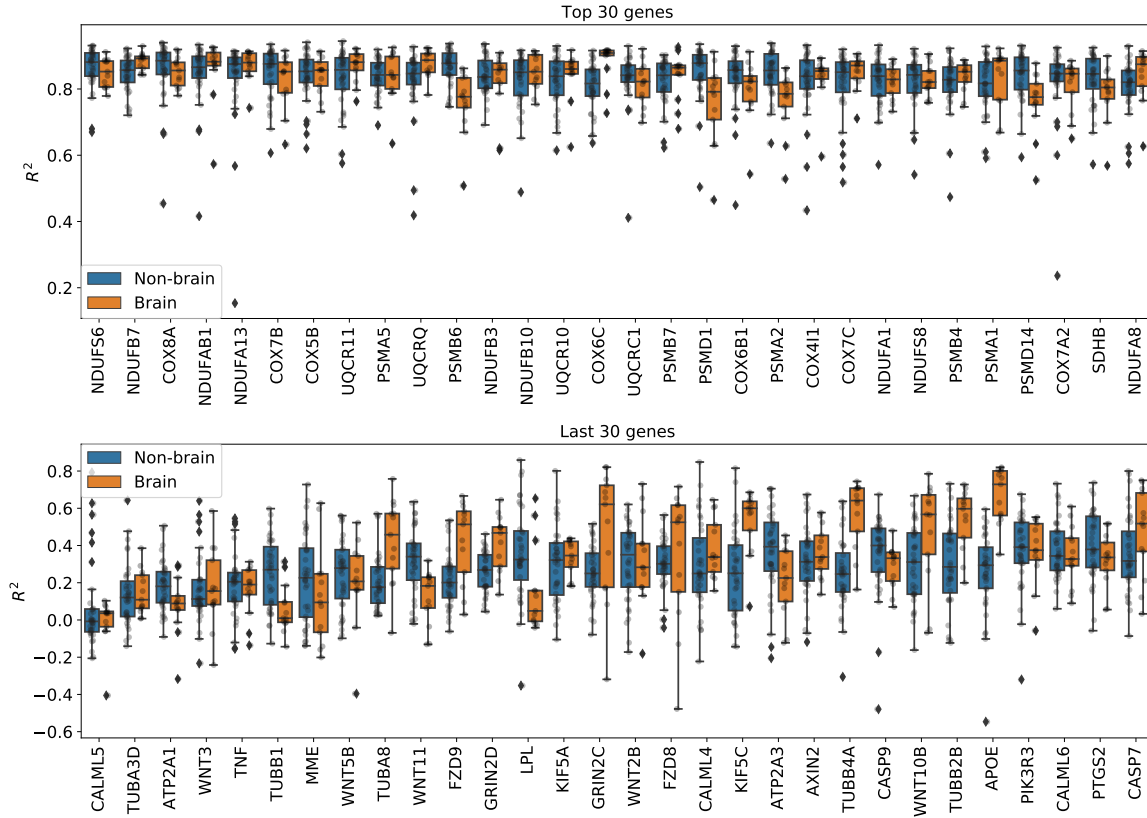 Top 30 genes
R²
0.8
0.6
0.4
0.2
Non-brain
Brain
NDUFS6 NDUFB7 COX8A NDUFAB1 NDUFA13 COX7B COX5B UQCR11 PSMA5 UQCRQ PSMB6 NDUFB3 NDUFB10 UQCR10 COX6C UQCRC1 PSMB7 PSMD1 COX6B1 PSMA2 COX4I1 COX7C NDUFA1 NDUFS8 PSMB4 PSMA1 PSMD14 COX7A2 SDHB NDUFA8
Last 30 genes
Non-brain
Brain
R²
0.8
0.6
0.4
0.2
0.0
−0.2
−0.4
−0.6
CALML5 TUBA3D ATP2A1 WNT3 TNF TUBB1 MME WNT5B TUBA8 WNT11 FZD9 GRIN2D LPL KIF5A GRIN2C WNT2B FZD8 CALML4 KIF5C ATP2A3 AXIN2 TUBB4A CASP9 WNT10B TUBB2B APOE PIK3R3 CALML6 PTGS2 CASP7